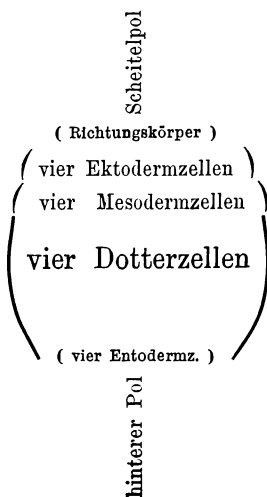 Scheitelpol
( Richtungskörper )
( vier Ektodermzellen )
( vier Mesodermzellen )
( vier Dotterzellen )
( vier Entodermz. )
hinterer Pol